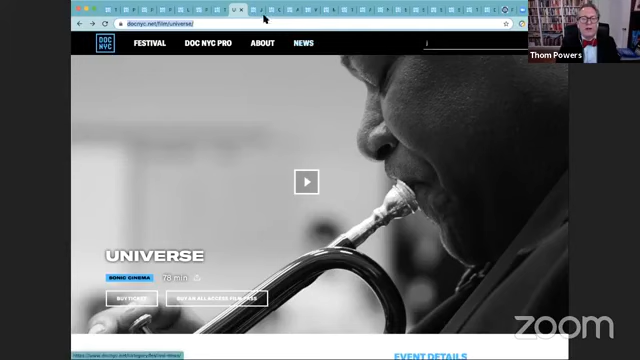 docnyc.net/film/universe/
DOC
NYC
FESTIVAL
DOC NYC PRO
ABOUT
NEWS
Thom Powers
UNIVERSE
SONIC CINEMA
76 min
BUY TICKET
BUY AN ALL ACCESS FILM PASS
zoom
EVENT DETAILS